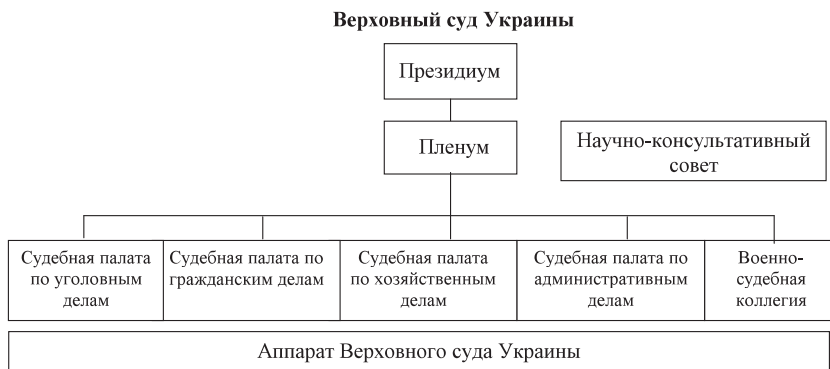 Верховный суд Украины
Президиум
Пленум
Научно-консультативный
совет
Судебная палата
по уголовным
делам
Судебная палата по
гражданским делам
Судебная палата
по хозяйственным
делам
Судебная палата по
административным
делам
Военно-
судебная
коллегия
Аппарат Верховного суда Украины